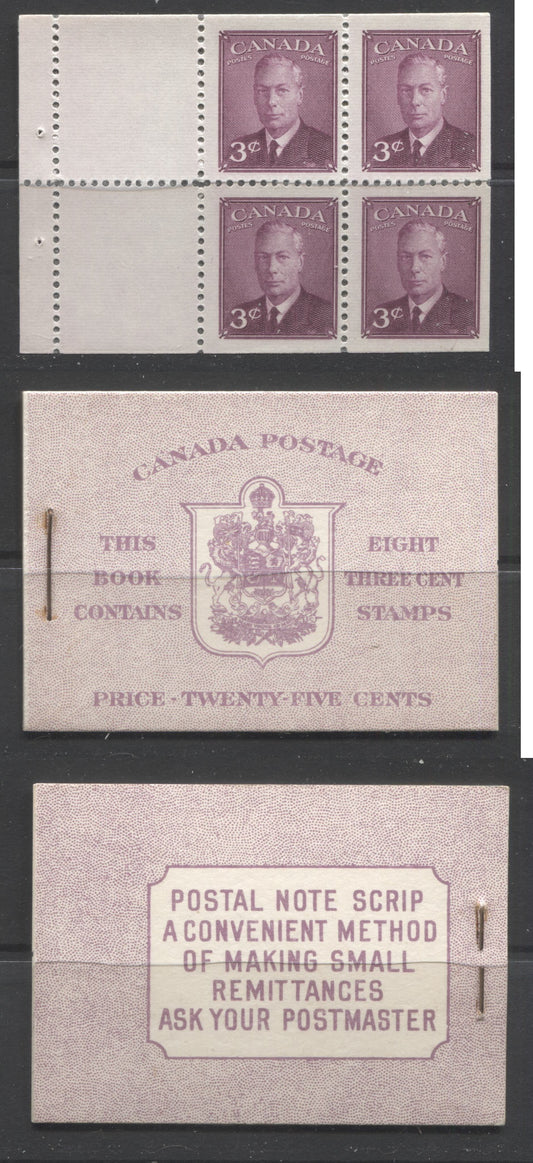 CANADA CANADA
POSTES POSTAGE POSTES POSTAGE
3¢ 3¢
CANADA CANADA
POSTES POSTAGE POSTES POSTAGE
3¢ 3¢
CANADA POSTAGE
THIS EIGHT
BOOK THREE CENT
CONTAINS STAMPS
PRICE - TWENTY-FIVE CENTS
POSTAL NOTE SCRIP
A CONVENIENT METHOD
OF MAKING SMALL
REMITTANCES
ASK YOUR POSTMASTER